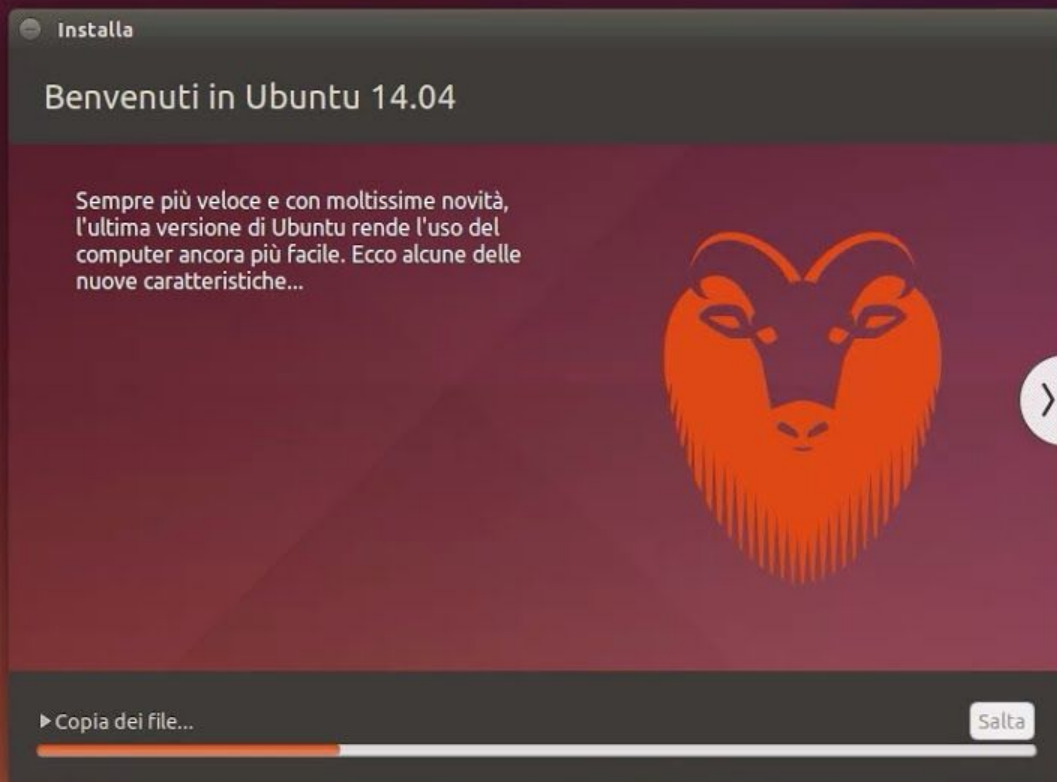 Installa
Benvenuti in Ubuntu 14.04
Sempre più veloce e con moltissime novità,
l'ultima versione di Ubuntu rende l'uso del
computer ancora più facile. Ecco alcune delle
nuove caratteristiche...
Copia dei file...
Salta